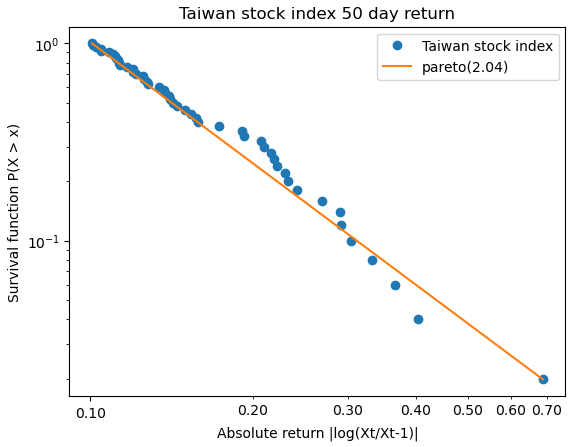 Taiwan stock index 50 day return
Survival function P(X > x)
10⁰
10⁻¹
Taiwan stock index
pareto(2.04)
0.10 0.20 0.30 0.40 0.50 0.60 0.70
Absolute return |log(Xt/Xt-1)|